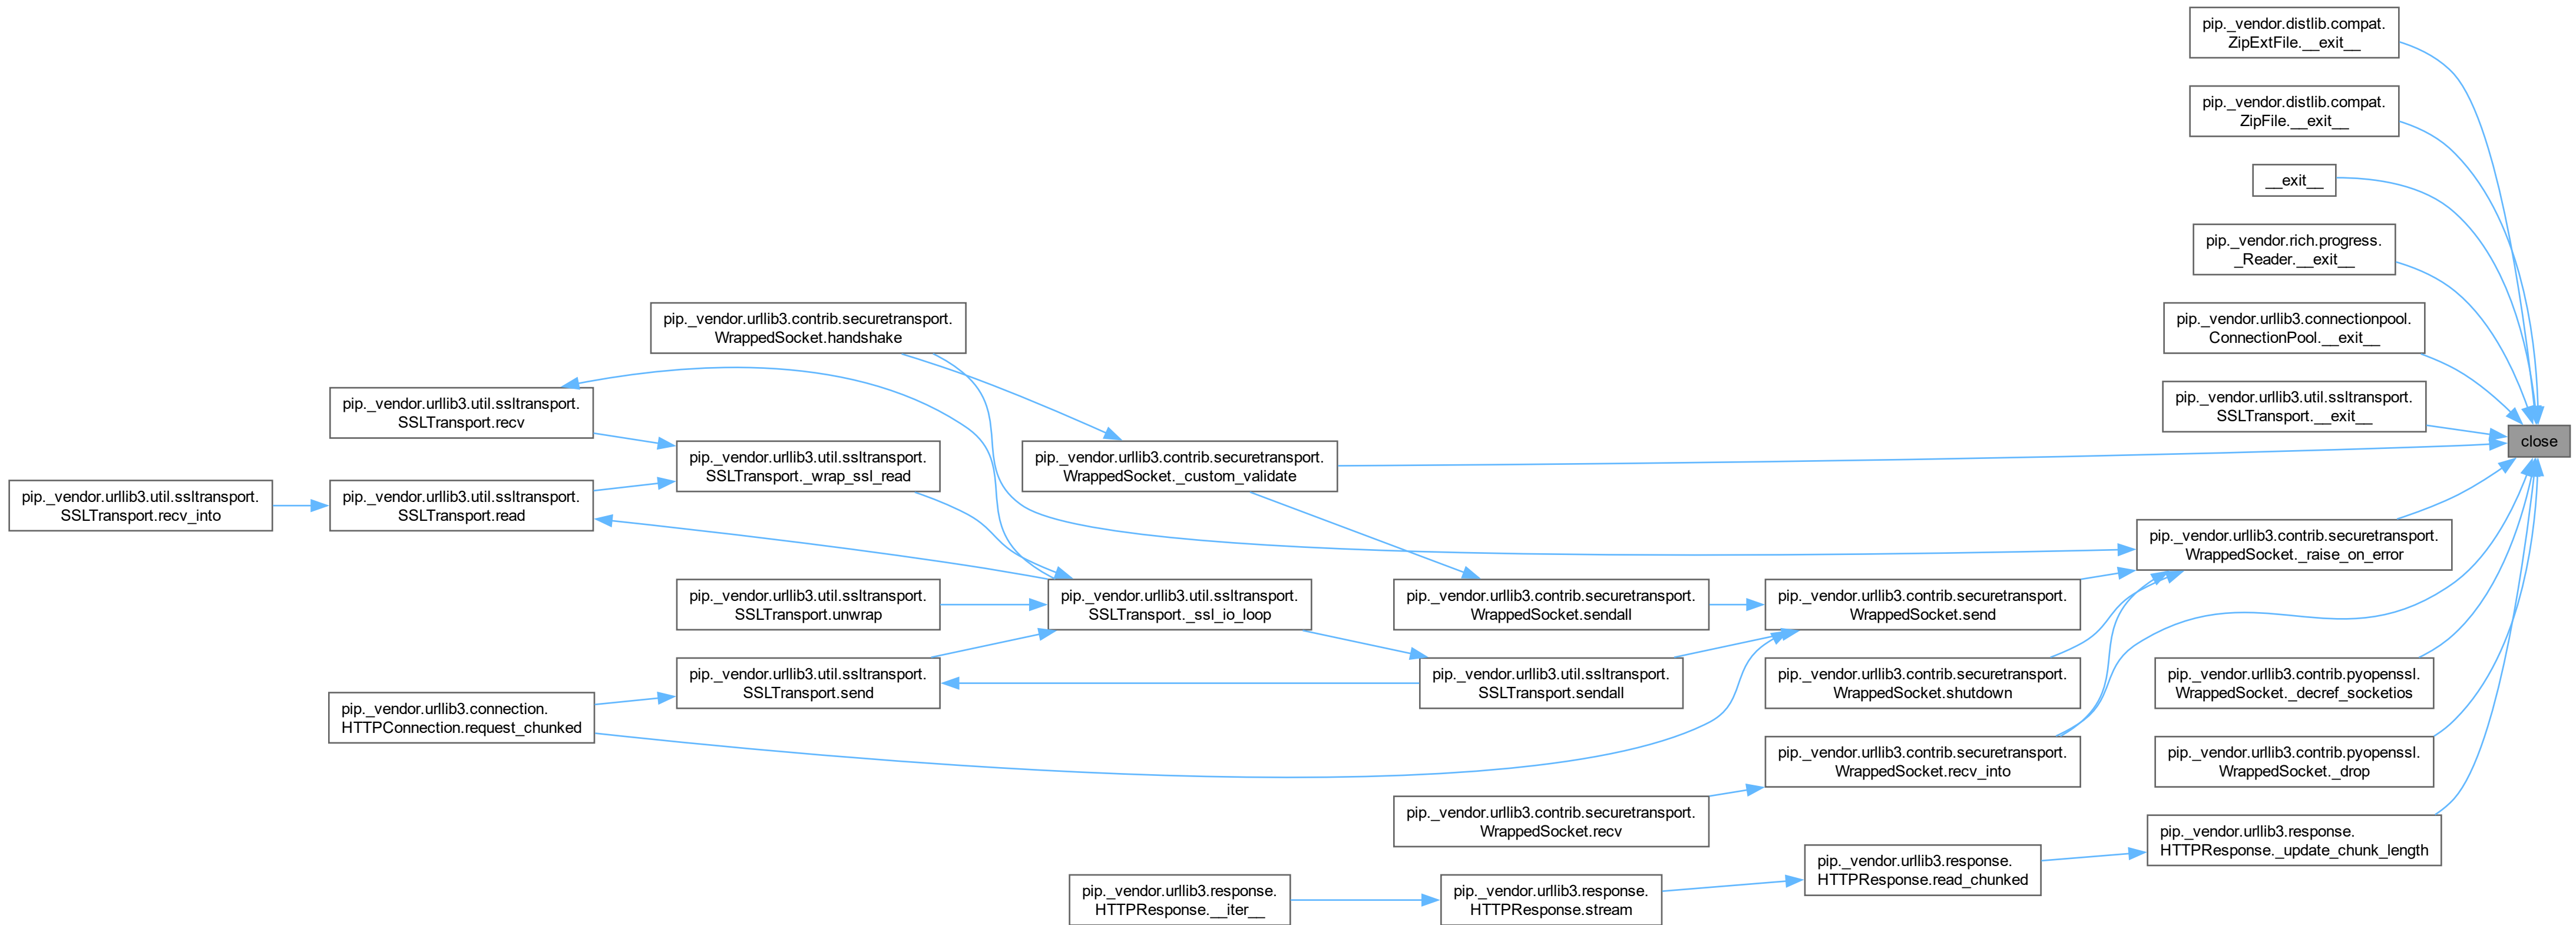 pip._vendor.distlib.compat.
ZipExtFile.__exit__
pip._vendor.distlib.compat.
ZipFile.__exit__
__exit__
pip._vendor.rich.progress.
_Reader.__exit__
pip._vendor.urllib3.connectionpool.
ConnectionPool.__exit__
pip._vendor.urllib3.util.ssltransport.
SSLTransport.__exit__
close
pip._vendor.urllib3.contrib.securetransport.
WrappedSocket.handshake
pip._vendor.urllib3.util.ssltransport.
SSLTransport.recv
pip._vendor.urllib3.util.ssltransport.
SSLTransport._wrap_ssl_read
pip._vendor.urllib3.contrib.securetransport.
WrappedSocket._custom_validate
pip._vendor.urllib3.util.ssltransport.
SSLTransport.recv_into
pip._vendor.urllib3.util.ssltransport.
SSLTransport.read
pip._vendor.urllib3.contrib.securetransport.
WrappedSocket._raise_on_error
pip._vendor.urllib3.util.ssltransport.
SSLTransport.unwrap
pip._vendor.urllib3.util.ssltransport.
SSLTransport._ssl_io_loop
pip._vendor.urllib3.contrib.securetransport.
WrappedSocket.sendall
pip._vendor.urllib3.contrib.securetransport.
WrappedSocket.send
pip._vendor.urllib3.util.ssltransport.
SSLTransport.send
pip._vendor.urllib3.util.ssltransport.
SSLTransport.sendall
pip._vendor.urllib3.contrib.securetransport.
WrappedSocket.shutdown
pip._vendor.urllib3.contrib.pyopenssl.
WrappedSocket._decref_socketios
pip._vendor.urllib3.connection.
HTTPConnection.request_chunked
pip._vendor.urllib3.contrib.securetransport.
WrappedSocket.recv_into
pip._vendor.urllib3.contrib.pyopenssl.
WrappedSocket._drop
pip._vendor.urllib3.contrib.securetransport.
WrappedSocket.recv
pip._vendor.urllib3.response.
HTTPResponse._update_chunk_length
pip._vendor.urllib3.response.
HTTPResponse.read_chunked
pip._vendor.urllib3.response.
HTTPResponse.stream
pip._vendor.urllib3.response.
HTTPResponse.__iter__